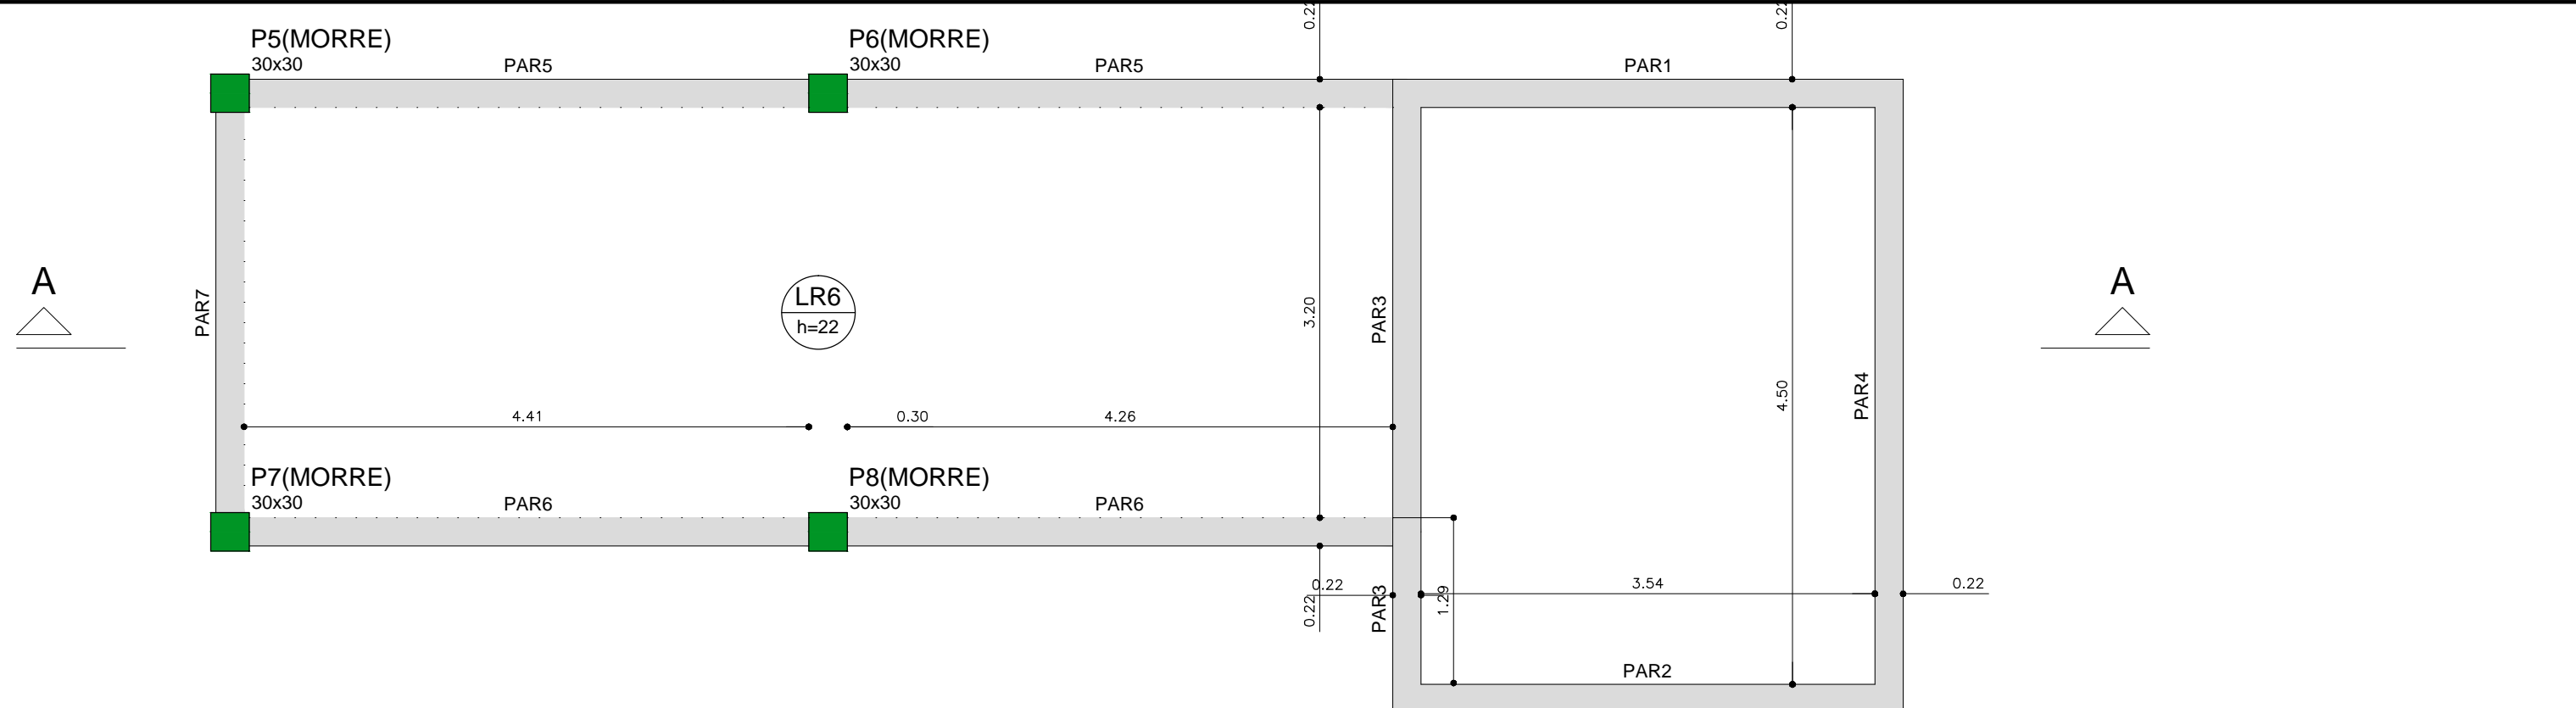 0.22
0.22
P5(MORRE)
30x30
PAR5
P6(MORRE)
30x30
PAR5
PAR1
A
PAR7
LR6
h=22
3.20
PAR3
4.50
PAR4
A
4.41
0.30
4.26
P7(MORRE)
30x30
PAR6
P8(MORRE)
30x30
PAR6
0.22
0.22
PAR3
1.29
3.54
0.22
PAR2